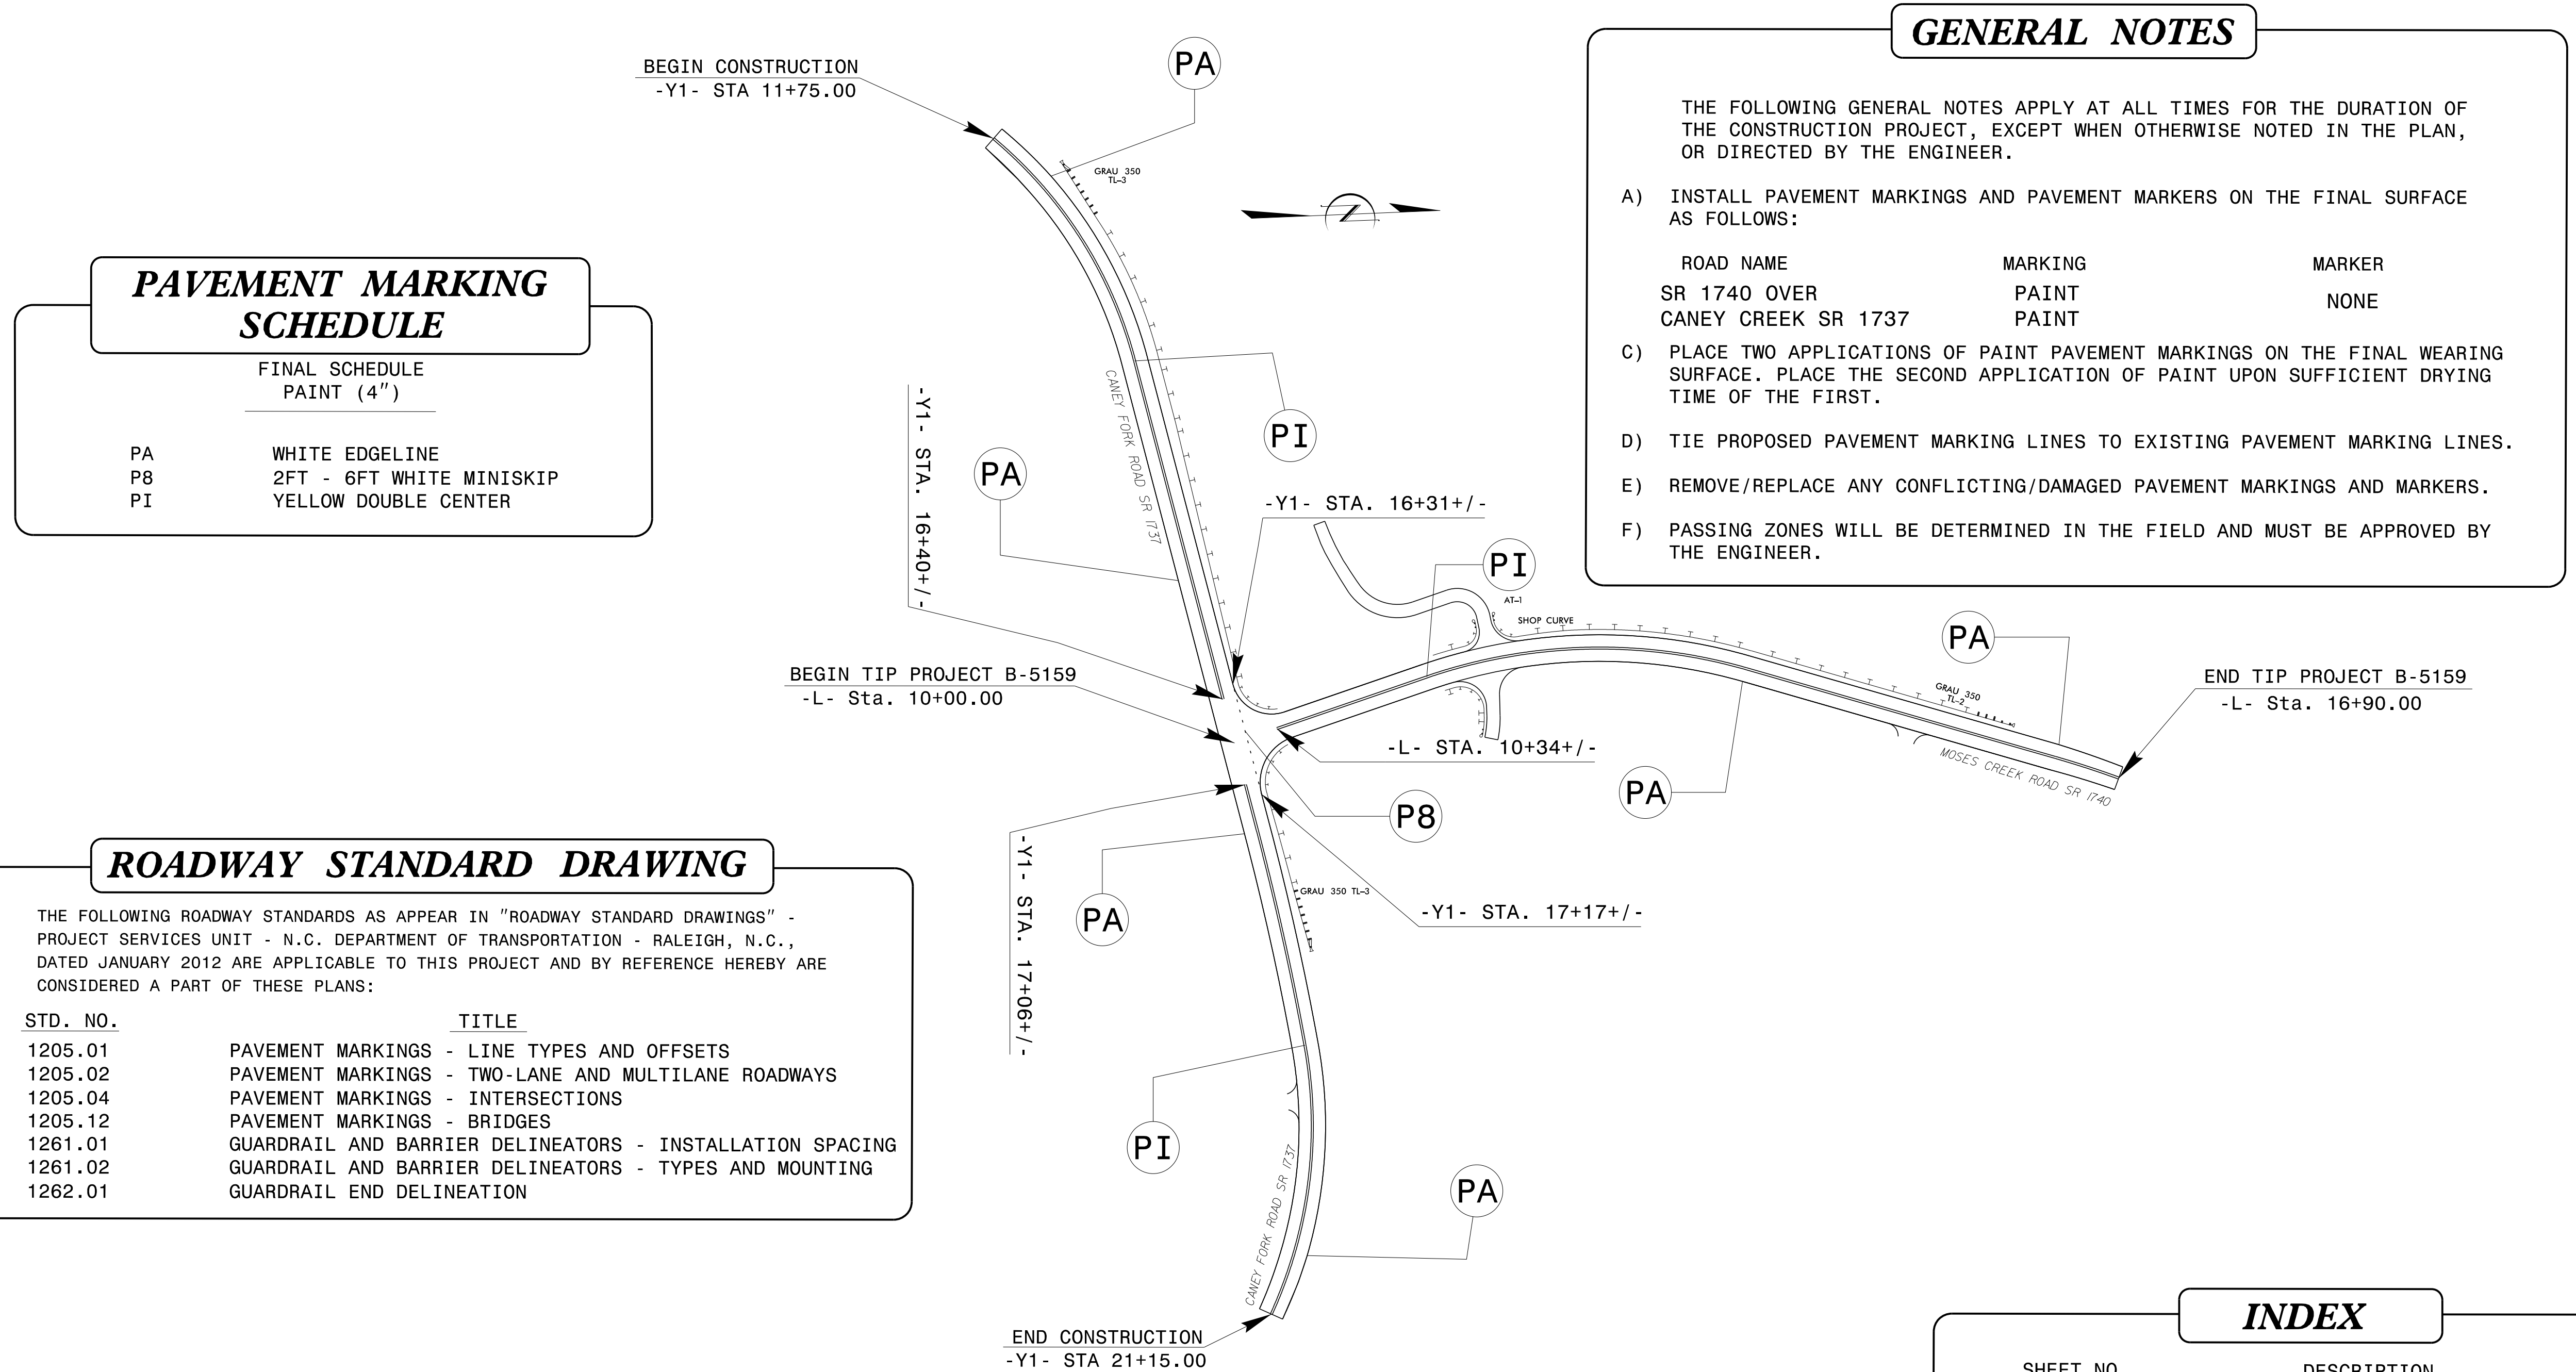 GENERAL NOTES
THE FOLLOWING GENERAL NOTES APPLY AT ALL TIMES FOR THE DURATION OF
THE CONSTRUCTION PROJECT, EXCEPT WHEN OTHERWISE NOTED IN THE PLAN,
OR DIRECTED BY THE ENGINEER.
A) INSTALL PAVEMENT MARKINGS AND PAVEMENT MARKERS ON THE FINAL SURFACE
AS FOLLOWS:
ROAD NAME MARKING MARKER
SR 1740 OVER PAINT
NONE
CANEY CREEK SR 1737 PAINT
C) PLACE TWO APPLICATIONS OF PAINT PAVEMENT MARKINGS ON THE FINAL WEARING
SURFACE. PLACE THE SECOND APPLICATION OF PAINT UPON SUFFICIENT DRYING
TIME OF THE FIRST.
D) TIE PROPOSED PAVEMENT MARKING LINES TO EXISTING PAVEMENT MARKING LINES.
E) REMOVE/REPLACE ANY CONFLICTING/DAMAGED PAVEMENT MARKINGS AND MARKERS.
F) PASSING ZONES WILL BE DETERMINED IN THE FIELD AND MUST BE APPROVED BY
THE ENGINEER.
PAVEMENT MARKING
SCHEDULE
FINAL SCHEDULE
PAINT (4")
PA WHITE EDGELINE
P8 2FT - 6FT WHITE MINISKIP
PI YELLOW DOUBLE CENTER
BEGIN CONSTRUCTION
-Y1- STA 11+75.00
PA
GRAU 350
TL-3
Z
PI
CANEY FORK ROAD SR 1737
-Y1- STA. 16+40+/-
PA
-Y1- STA. 16+31+/-
PI
AT-1
SHOP CURVE
PA
BEGIN TIP PROJECT B-5159
-L- Sta. 10+00.00
END TIP PROJECT B-5159
-L- Sta. 16+90.00
GRAU 350
TL-2
-L- STA. 10+34+/-
MOSES CREEK ROAD SR 1740
PA
P8
-Y1- STA. 17+06+/-
PA
GRAU 350 TL-3
-Y1- STA. 17+17+/-
PI
PA
CANEY FORK ROAD SR 1737
END CONSTRUCTION
-Y1- STA 21+15.00
ROADWAY STANDARD DRAWING
THE FOLLOWING ROADWAY STANDARDS AS APPEAR IN "ROADWAY STANDARD DRAWINGS" -
PROJECT SERVICES UNIT - N.C. DEPARTMENT OF TRANSPORTATION - RALEIGH, N.C.,
DATED JANUARY 2012 ARE APPLICABLE TO THIS PROJECT AND BY REFERENCE HEREBY ARE
CONSIDERED A PART OF THESE PLANS:
STD. NO. TITLE
1205.01 PAVEMENT MARKINGS - LINE TYPES AND OFFSETS
1205.02 PAVEMENT MARKINGS - TWO-LANE AND MULTILANE ROADWAYS
1205.04 PAVEMENT MARKINGS - INTERSECTIONS
1205.12 PAVEMENT MARKINGS - BRIDGES
1261.01 GUARDRAIL AND BARRIER DELINEATORS - INSTALLATION SPACING
1261.02 GUARDRAIL AND BARRIER DELINEATORS - TYPES AND MOUNTING
1262.01 GUARDRAIL END DELINEATION
INDEX
SHEET NO. DESCRIPTION